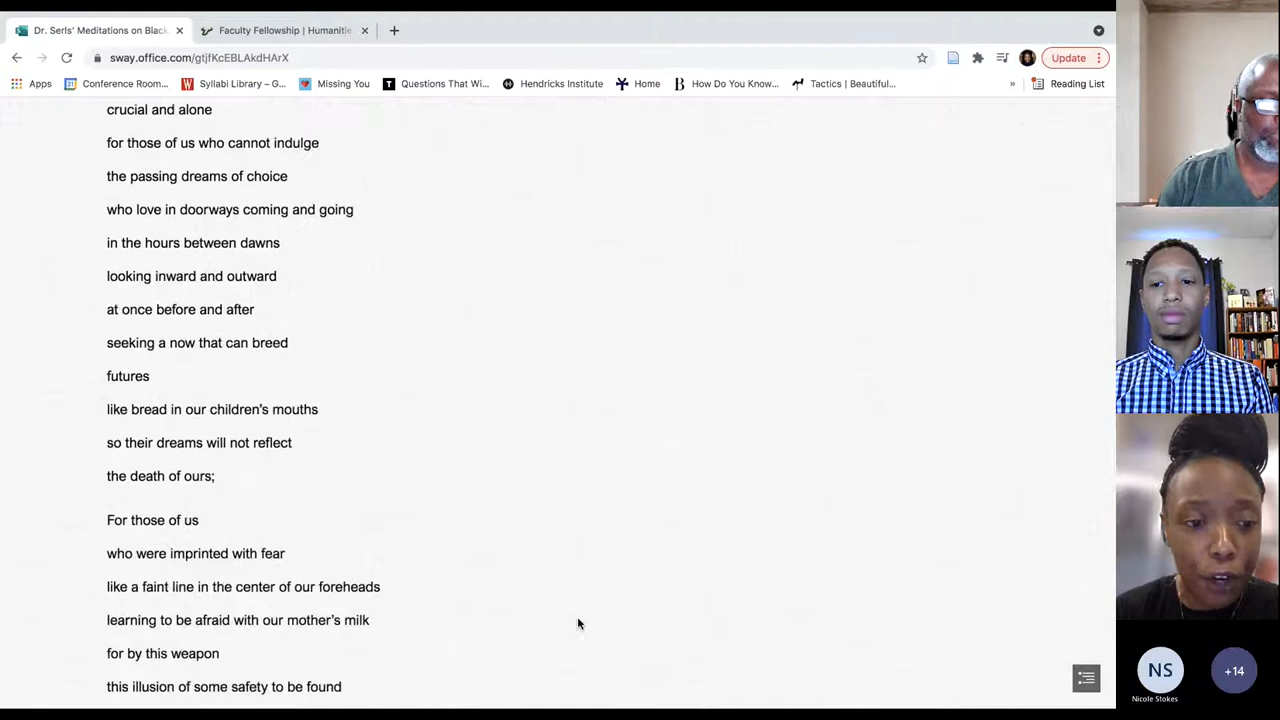 Dr. Serls' Meditations on Black
Faculty Fellowship | Humanitie
sway.office.com/gtjfKcEBLAkdHArX
Update
Apps
Conference Room...
Syllabi Library – G...
Missing You
Questions That Wi...
Hendricks Institute
Home
How Do You Know...
Tactics | Beautiful...
»
Reading List
crucial and alone
for those of us who cannot indulge
the passing dreams of choice
who love in doorways coming and going
in the hours between dawns
looking inward and outward
at once before and after
seeking a now that can breed
futures
like bread in our children's mouths
so their dreams will not reflect
the death of ours;
For those of us
who were imprinted with fear
like a faint line in the center of our foreheads
learning to be afraid with our mother's milk
for by this weapon
this illusion of some safety to be found
NS
Nicole Stokes
+14